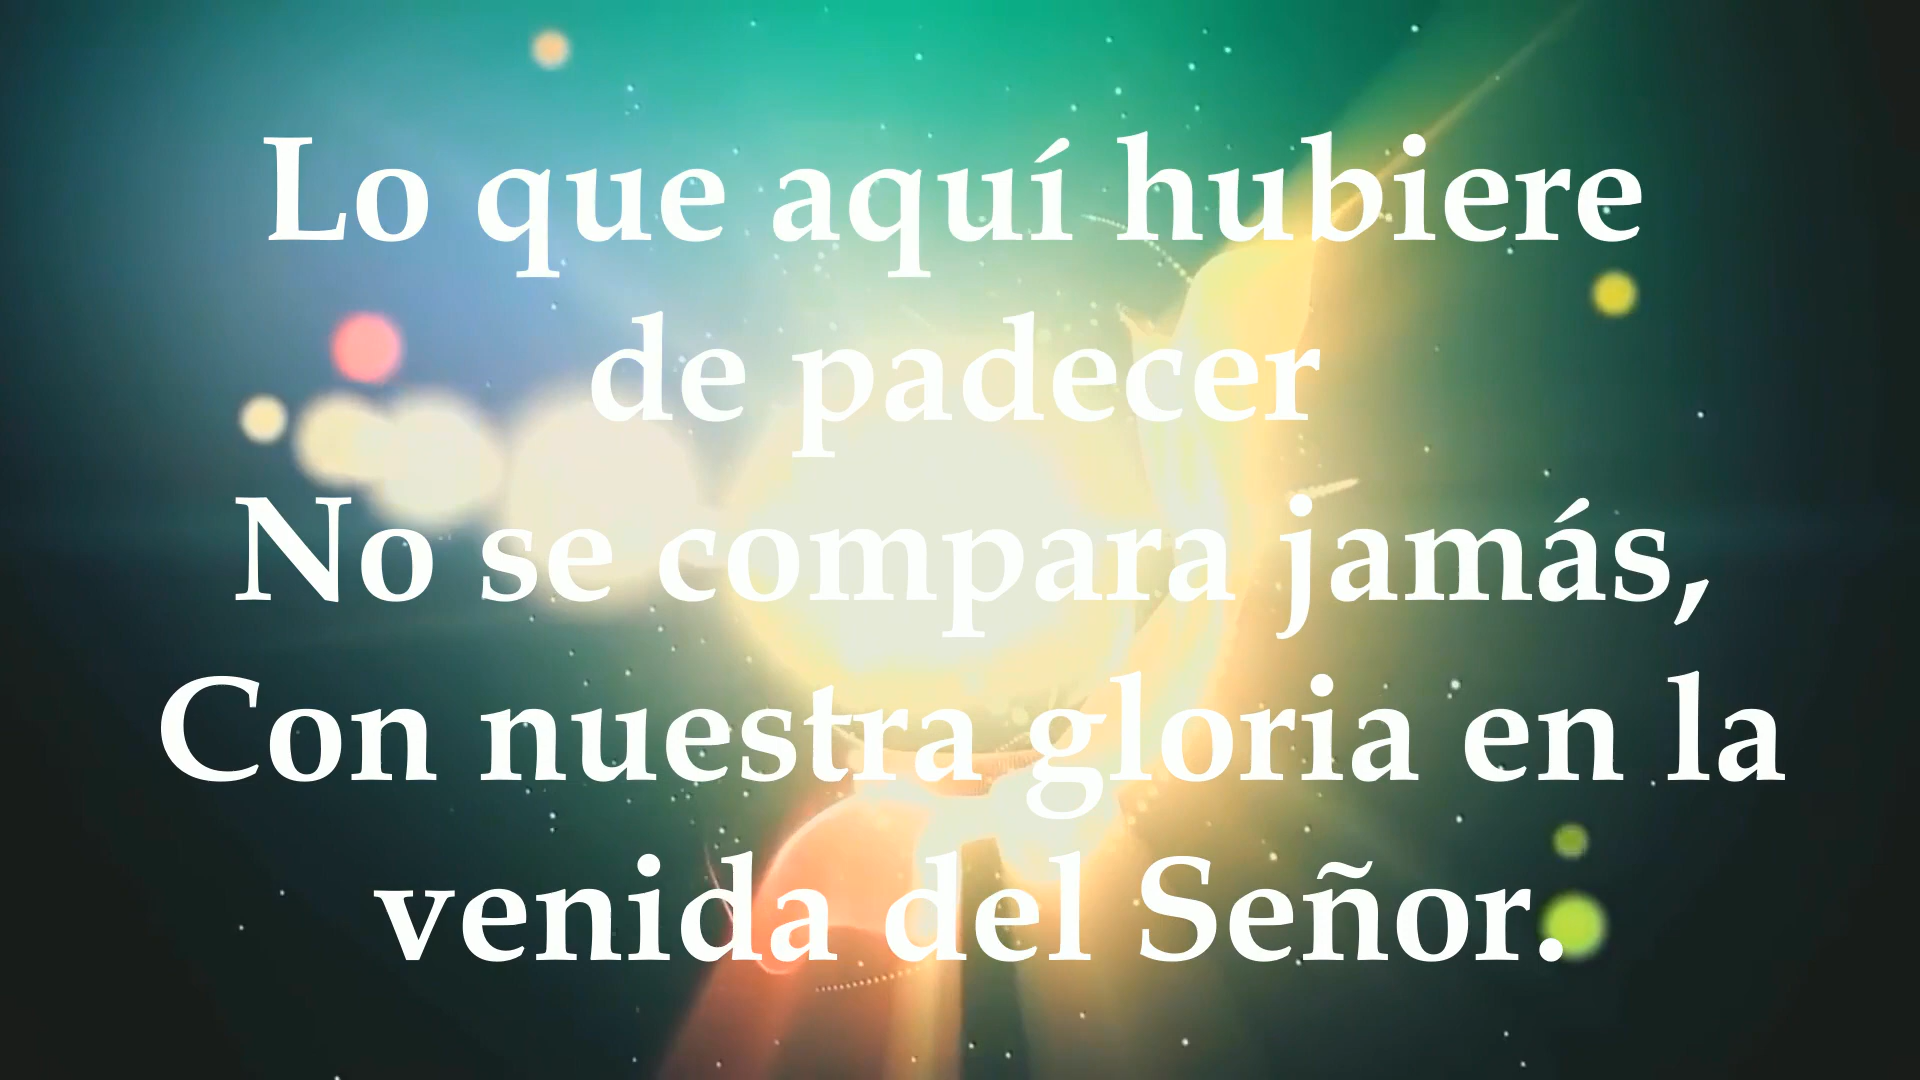 Lo que aquí hubiere
de padecer
No se compara jamás,
Con nuestra gloria en la
venida del Señor.